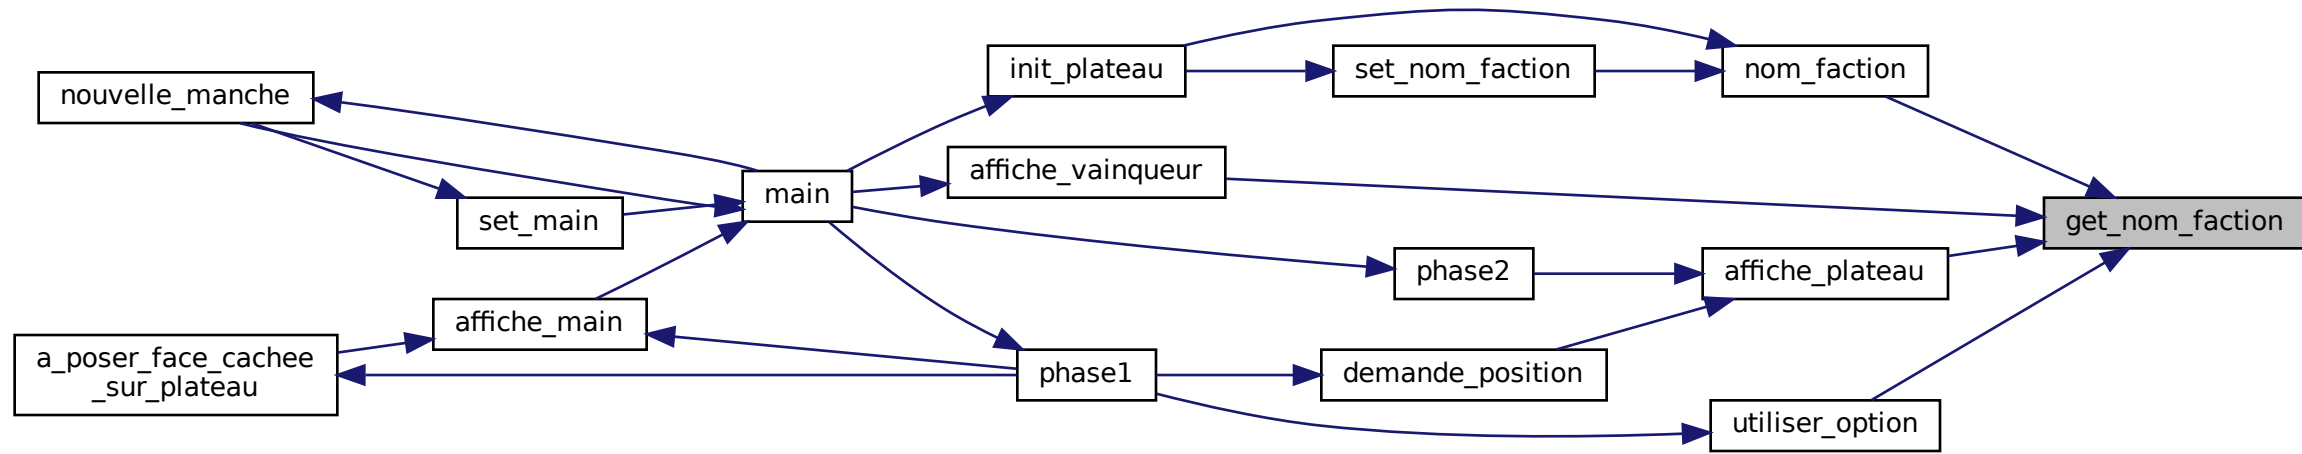 init_plateau
set_nom_faction
nom_faction
nouvelle_manche
affiche_vainqueur
main
set_main
get_nom_faction
phase2
affiche_plateau
affiche_main
a_poser_face_cachee
_sur_plateau
phase1
demande_position
utiliser_option